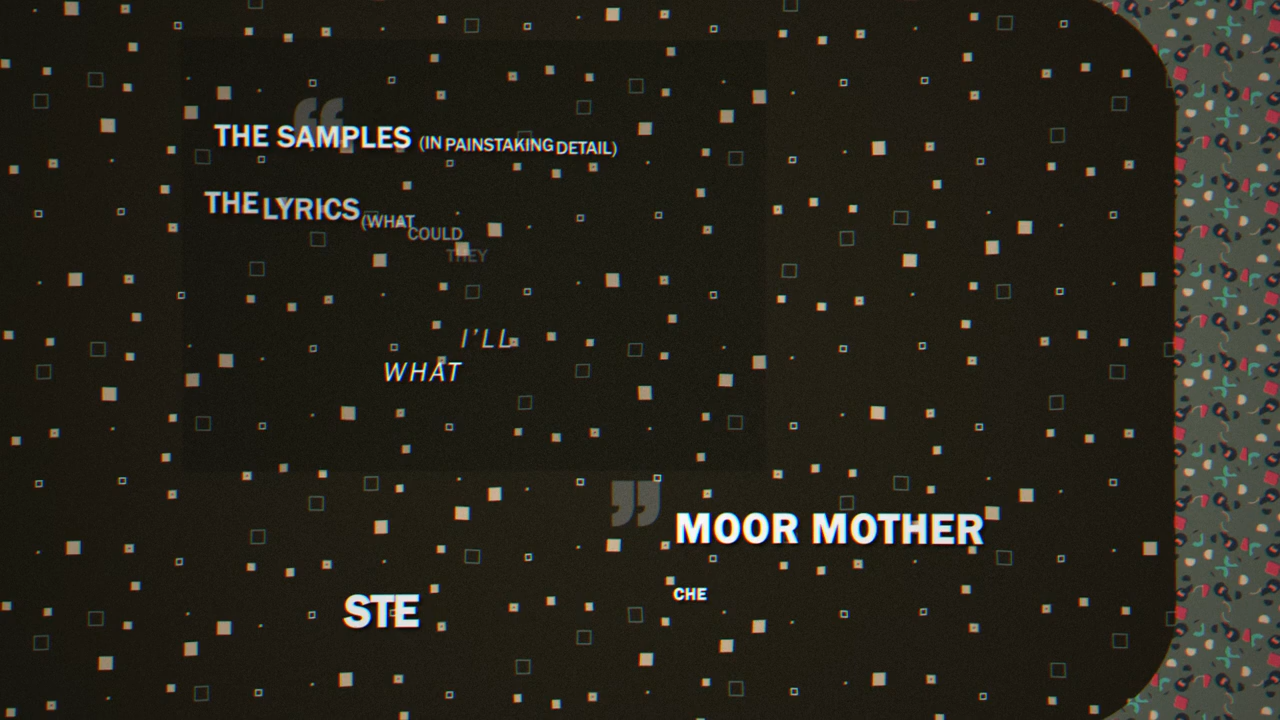 THE SAMPLES (IN PAINSTAKING DETAIL)
THE LYRICS (WHAT COULD THEY
I'LL
WHAT
MOOR MOTHER
CHE
STE